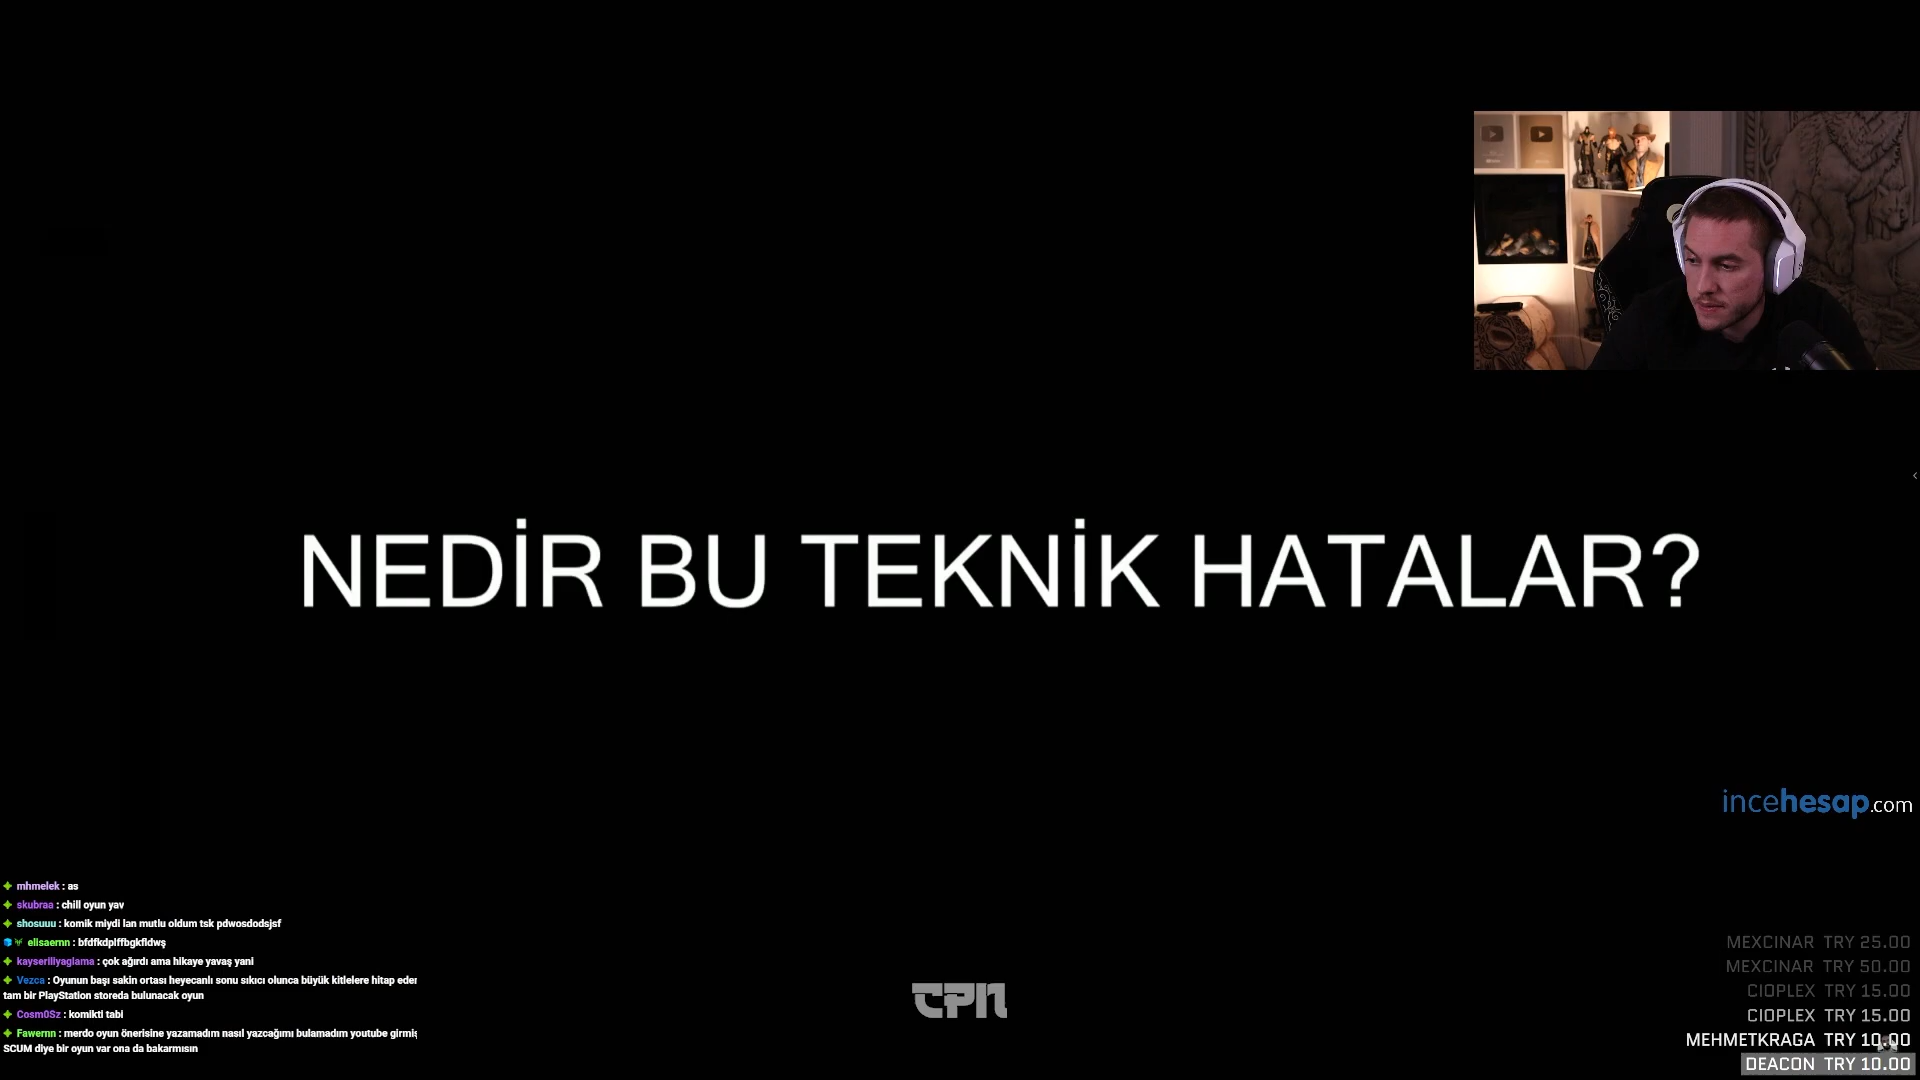 NEDİR BU TEKNİK HATALAR?
incehesap.com
mhmelek : as
skubraa : chill oyun yav
shosuuu : komik miydi lan mutlu oldum tsk pdwosdodsjsf
elisaernn : bfdfkdplffbgkfldwş
kayseriliyaglama : çok ağırdı ama hikaye yavaş yani
Vezca : Oyunun başı sakin ortası heyecanlı sonu sıkıcı olunca büyük kitlelere hitap eder
tam bir PlayStation storeda bulunacak oyun
Cosm0Sz : komikti tabi
Fawernn : merdo oyun önerisine yazamadım nasıl yazcağımı bulamadım youtube girmiş
SCUM diye bir oyun var ona da bakarmısın
CPN
MEXCINAR TRY 25.00
MEXCINAR TRY 50.00
CIOPLEX TRY 15.00
CIOPLEX TRY 15.00
MEHMETKRAGA TRY 10.00
DEACON TRY 10.00